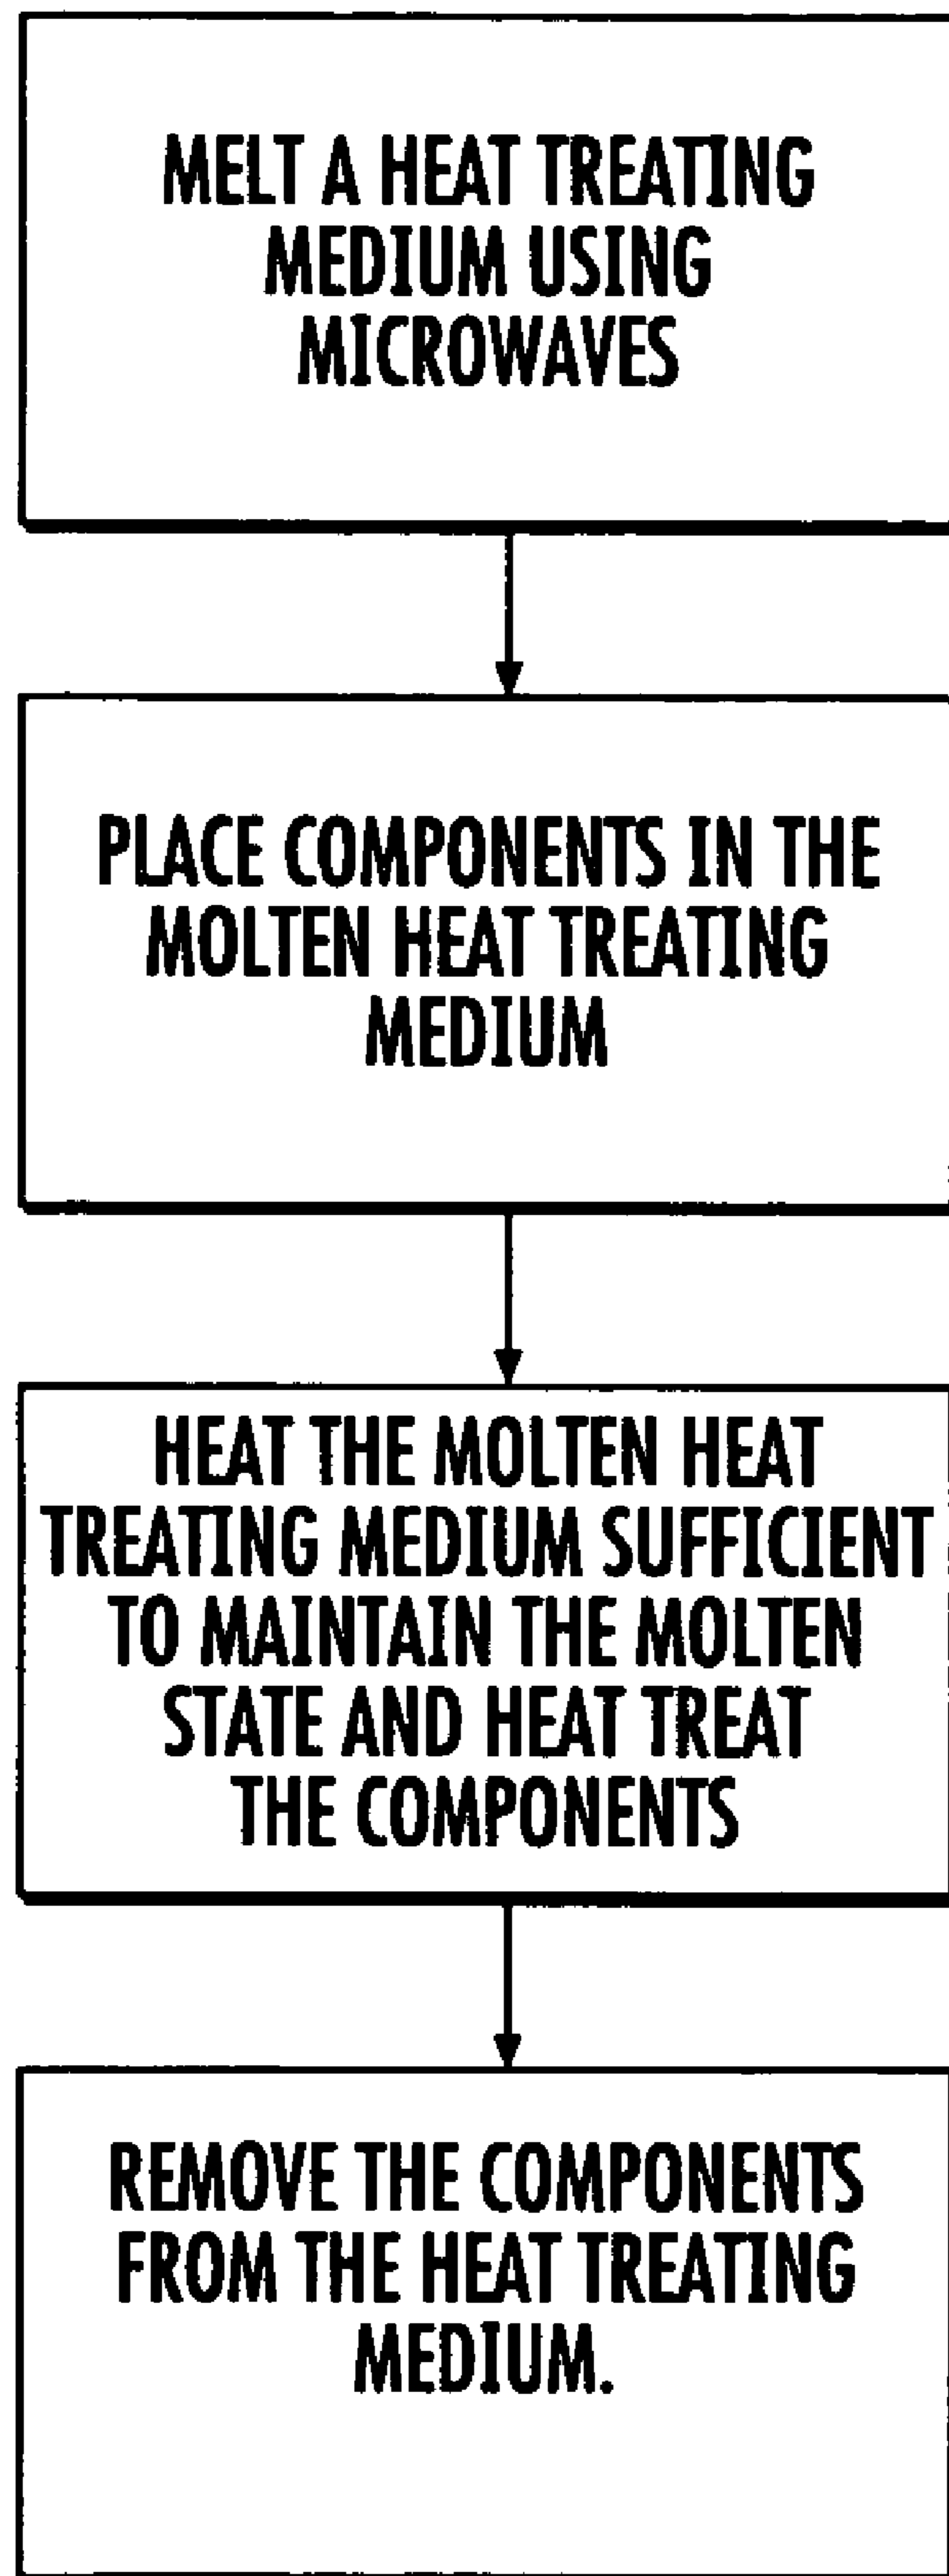 MELT A HEAT TREATING
MEDIUM USING
MICROWAVES
PLACE COMPONENTS IN THE
MOLTEN HEAT TREATING
MEDIUM
HEAT THE MOLTEN HEAT
TREATING MEDIUM SUFFICIENT
TO MAINTAIN THE MOLTEN
STATE AND HEAT TREAT
THE COMPONENTS
REMOVE THE COMPONENTS
FROM THE HEAT TREATING
MEDIUM.